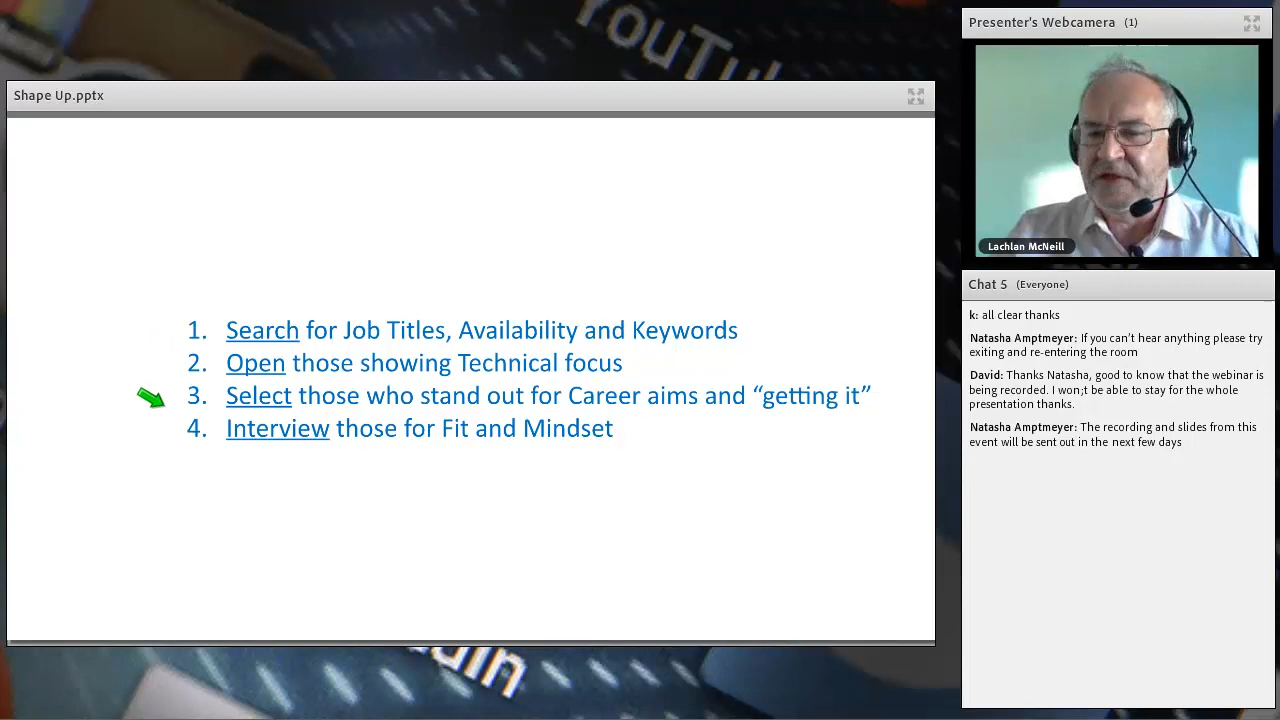 YouTub
Presenter's Webcamera (1)
Shape Up.pptx
Lachlan McNeill
Chat 5 (Everyone)
1. Search for Job Titles, Availability and Keywords
2. Open those showing Technical focus
3. Select those who stand out for Career aims and “getting it”
4. Interview those for Fit and Mindset
k: all clear thanks
Natasha Amptmeyer: If you can't hear anything please try
exiting and re-entering the room
David: Thanks Natasha, good to know that the webinar is
being recorded. I won;t be able to stay for the whole
presentation thanks.
Natasha Amptmeyer: The recording and slides from this
event will be sent out in the next few days